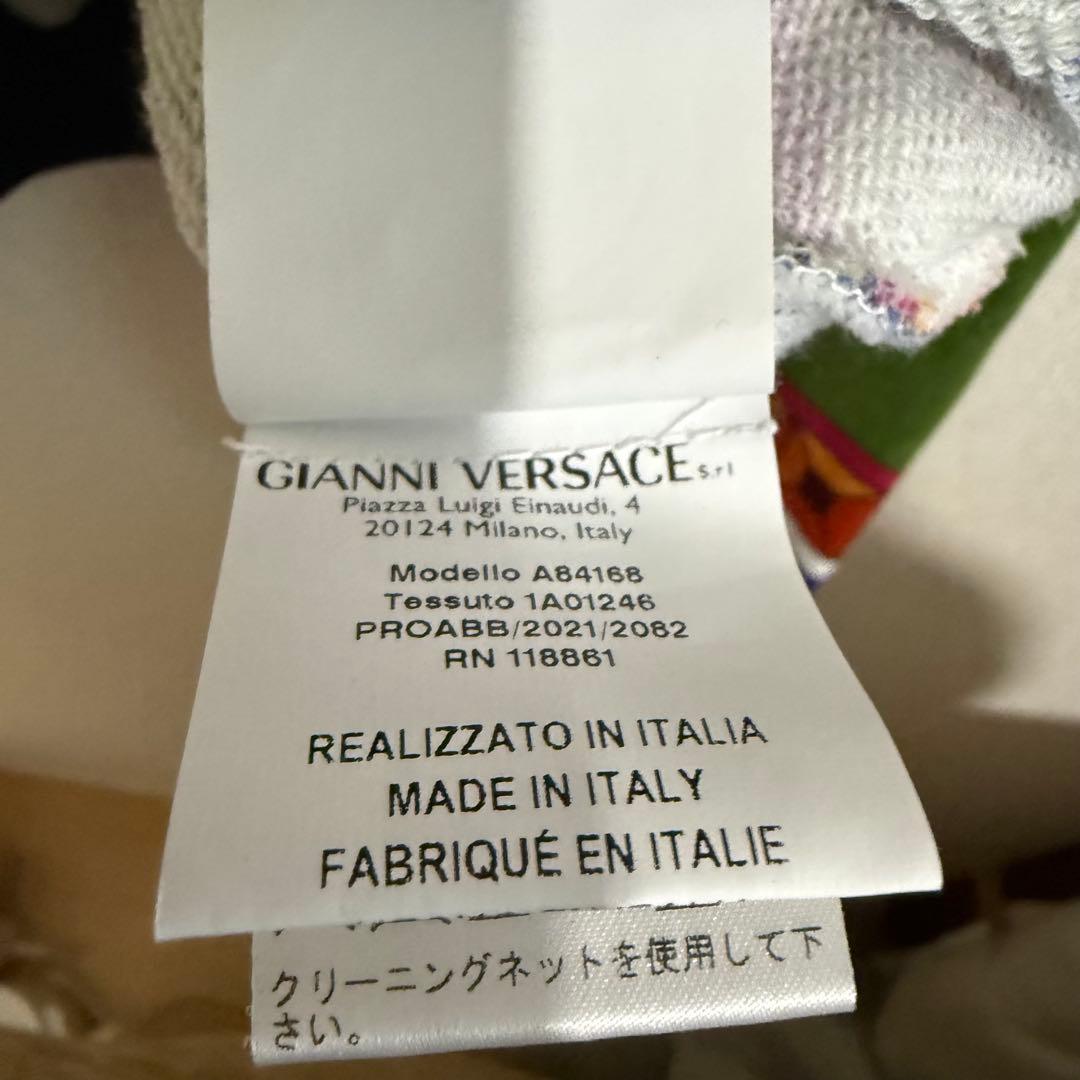 GIANNI VERSACE S.r.l
Piazza Luigi Einaudi, 4
20124 Milano, Italy
Modello A84168
Tessuto 1A01246
PROABB/2021/2082
RN 118861
REALIZZATO IN ITALIA
MADE IN ITALY
FABRIQUÉ EN ITALIE
クリーニングネットを使用して下
さい。